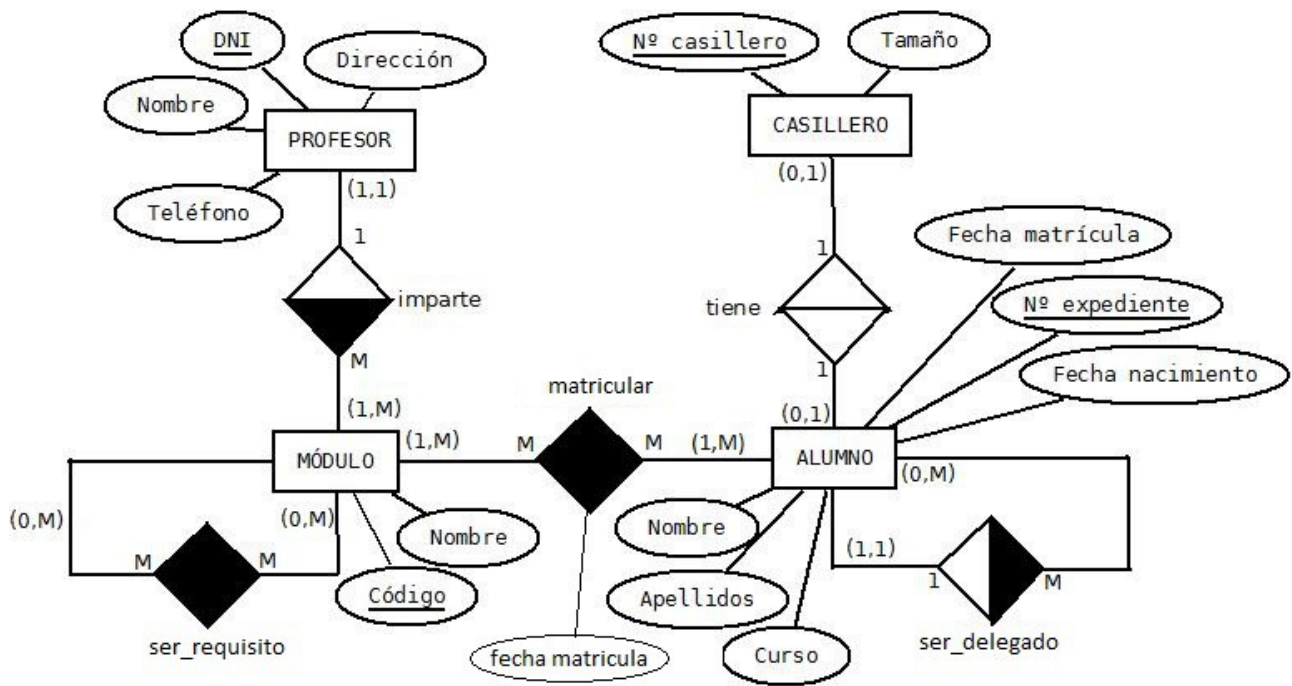 DNI
Dirección
Nombre
PROFESOR
Teléfono
(1,1)
1
imparte
M
(1,M)
Nº casillero
Tamaño
CASILLERO
(0,1)
1
tiene
1
(0,1)
Fecha matrícula
Nº expediente
Fecha nacimiento
matricular
MÓDULO
(1,M)
M
M
(1,M)
ALUMNO
(0,M)
(0,M)
(0,M)
M
M
ser_requisito
Nombre
Código
fecha matricula
Nombre
Apellidos
Curso
(1,1)
1
M
ser_delegado